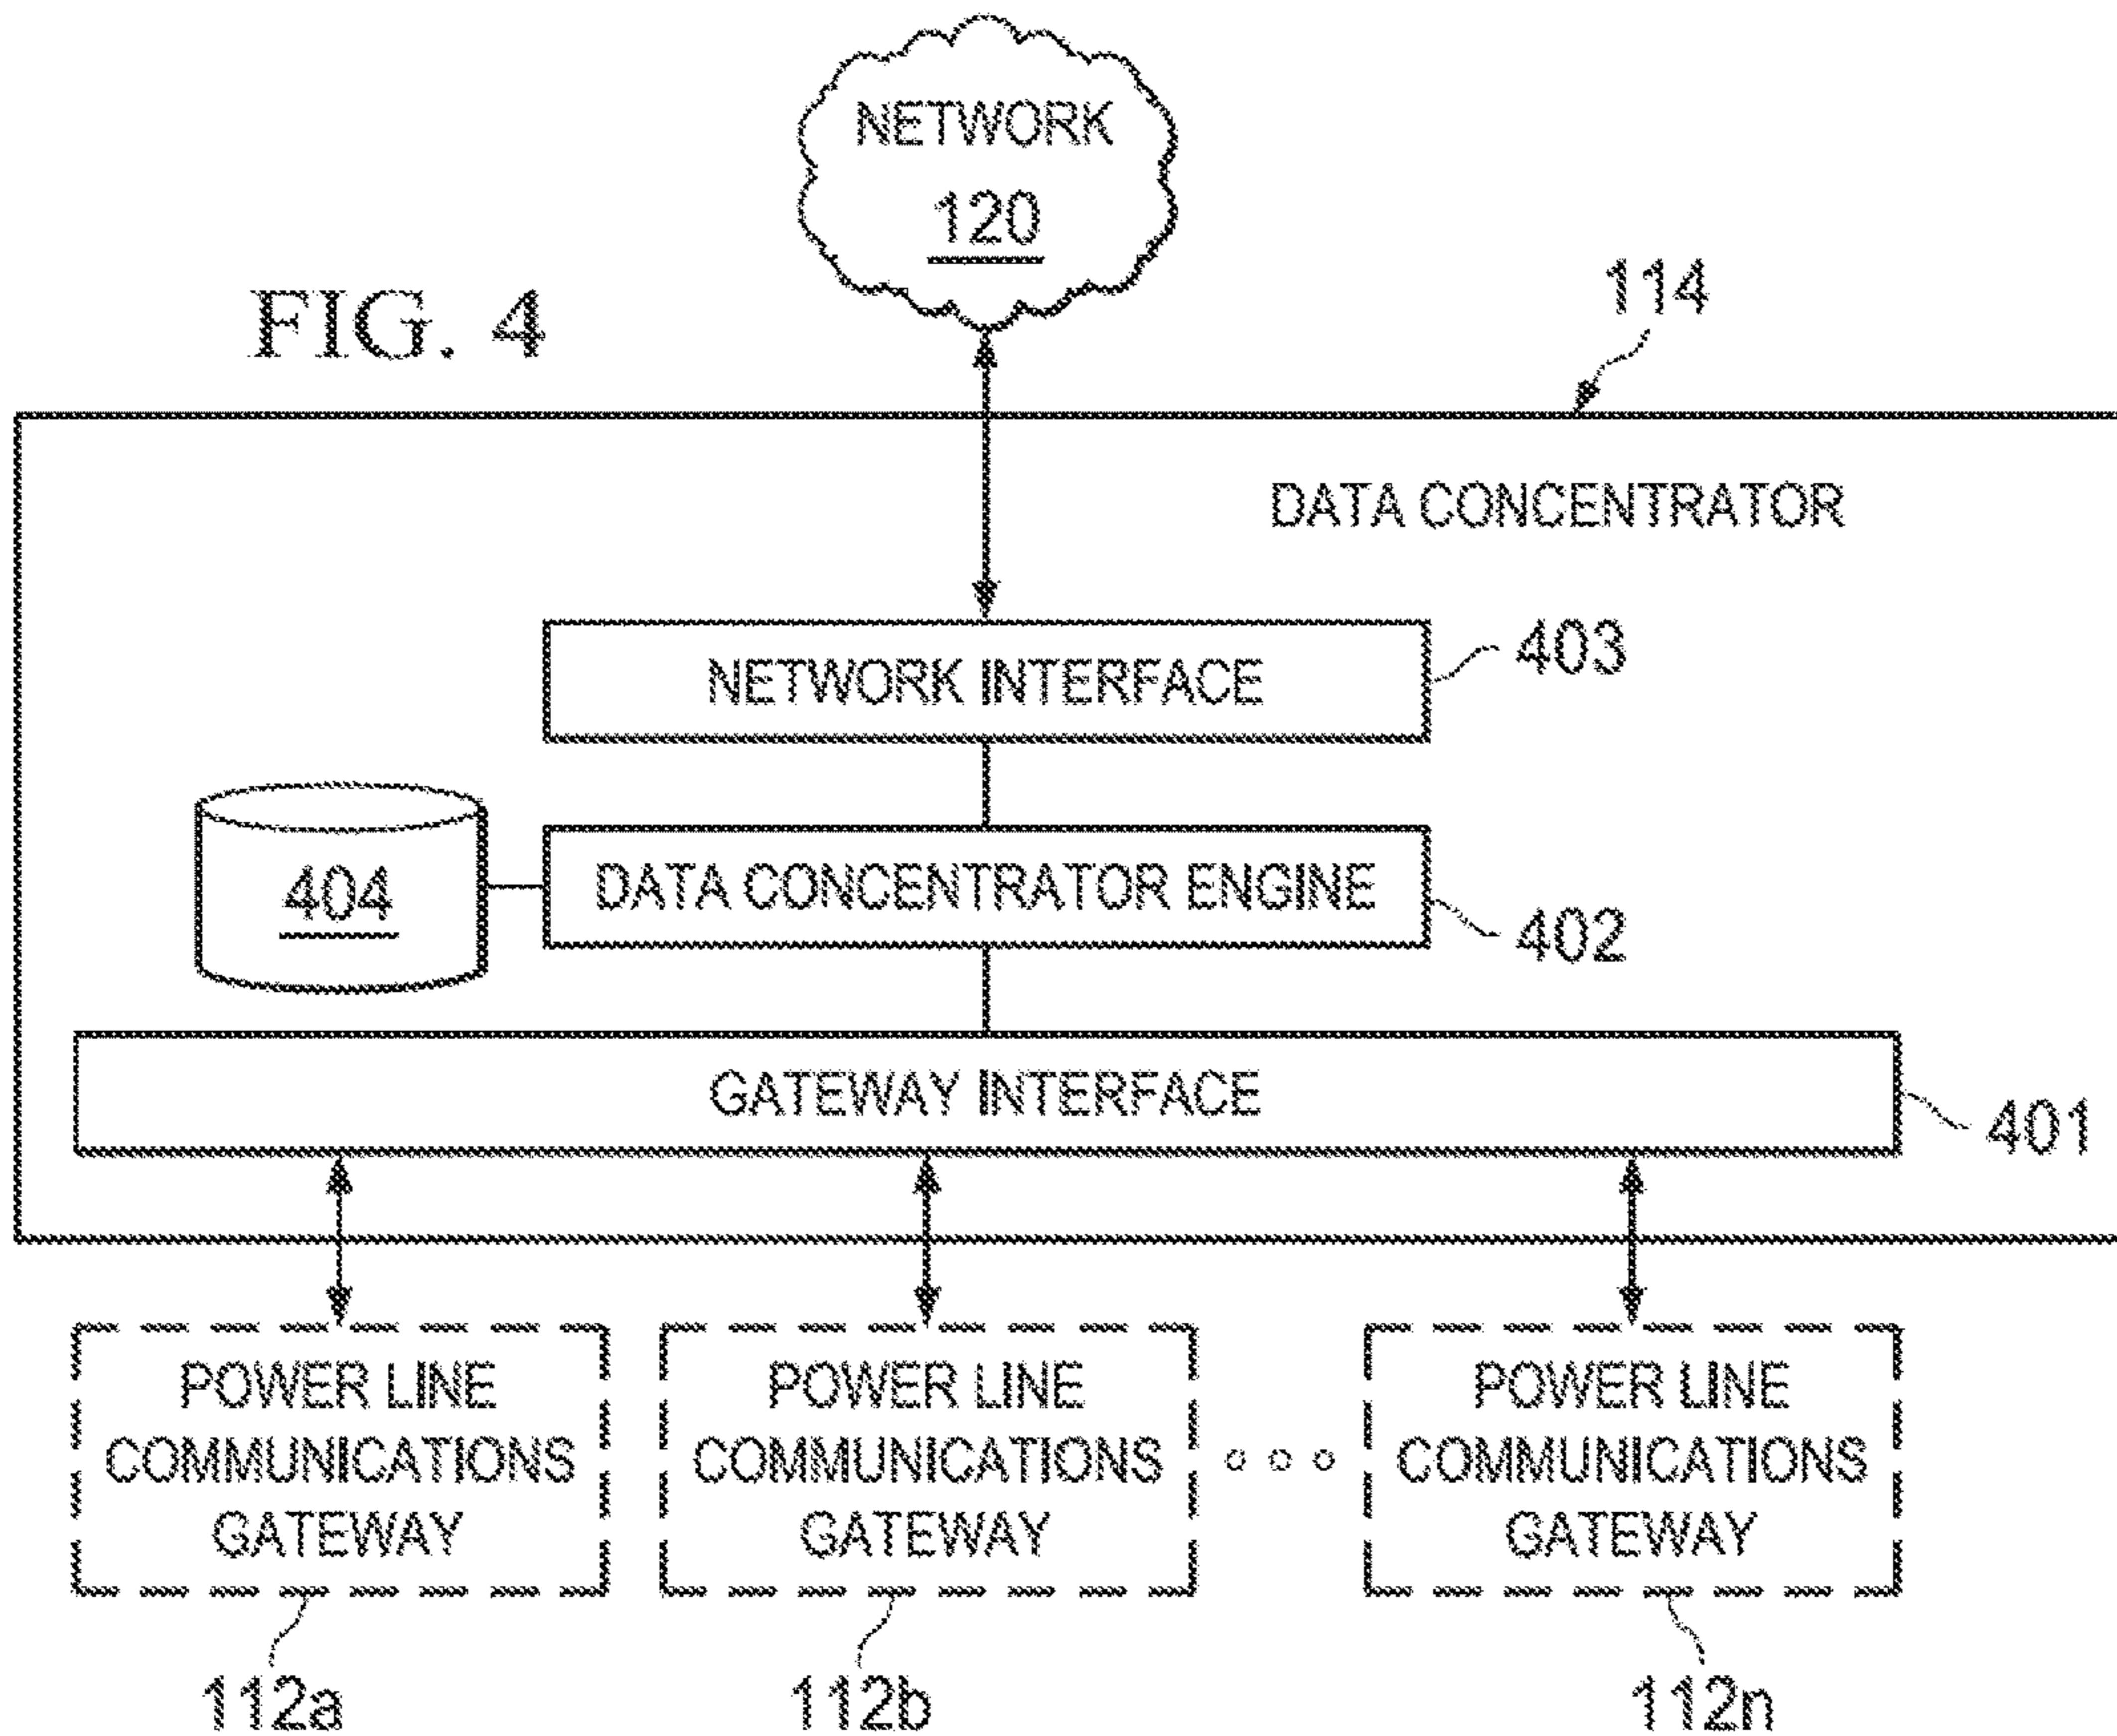 NETWORK
120
FIG. 4
114
DATA CONCENTRATOR
NETWORK INTERFACE
403
404
DATA CONCENTRATOR ENGINE
402
GATEWAY INTERFACE
401
POWER LINE
COMMUNICATIONS
GATEWAY
POWER LINE
COMMUNICATIONS
GATEWAY
POWER LINE
COMMUNICATIONS
GATEWAY
112a
112b
112n